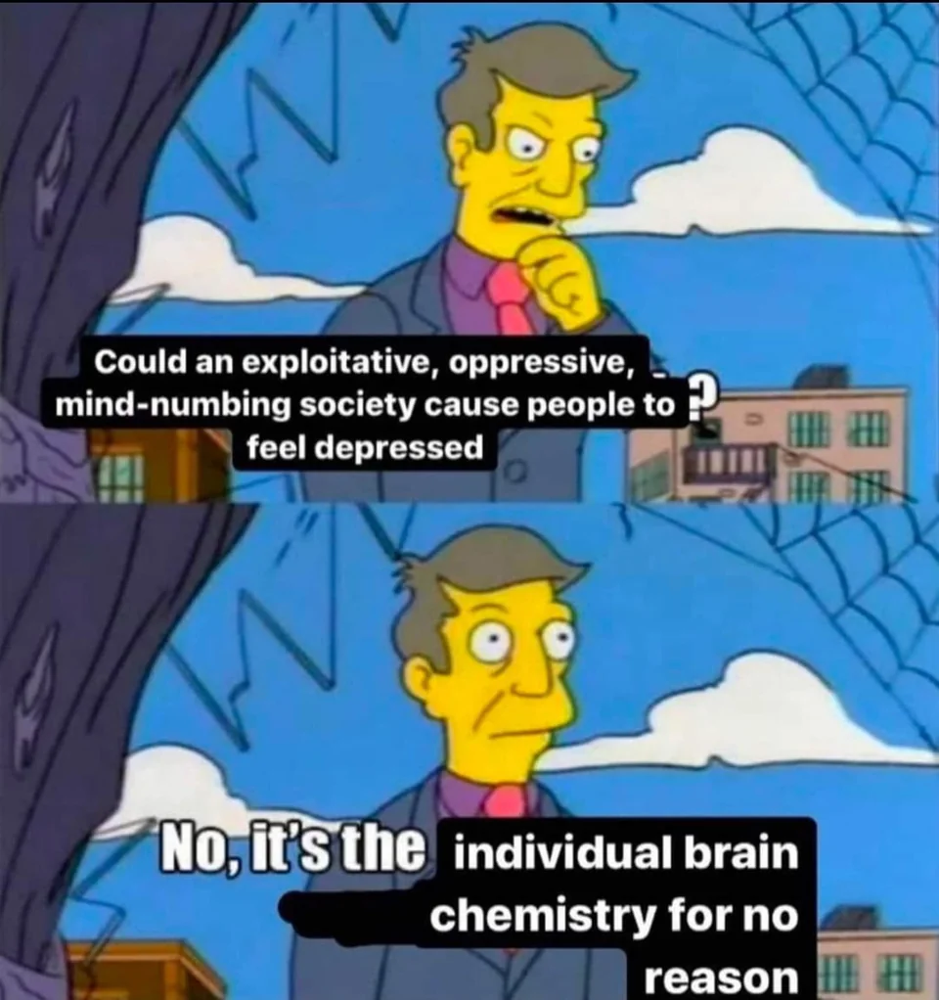 Could an exploitative, oppressive,
mind-numbing society cause people to ?
feel depressed
No, it's the individual brain
chemistry for no
reason